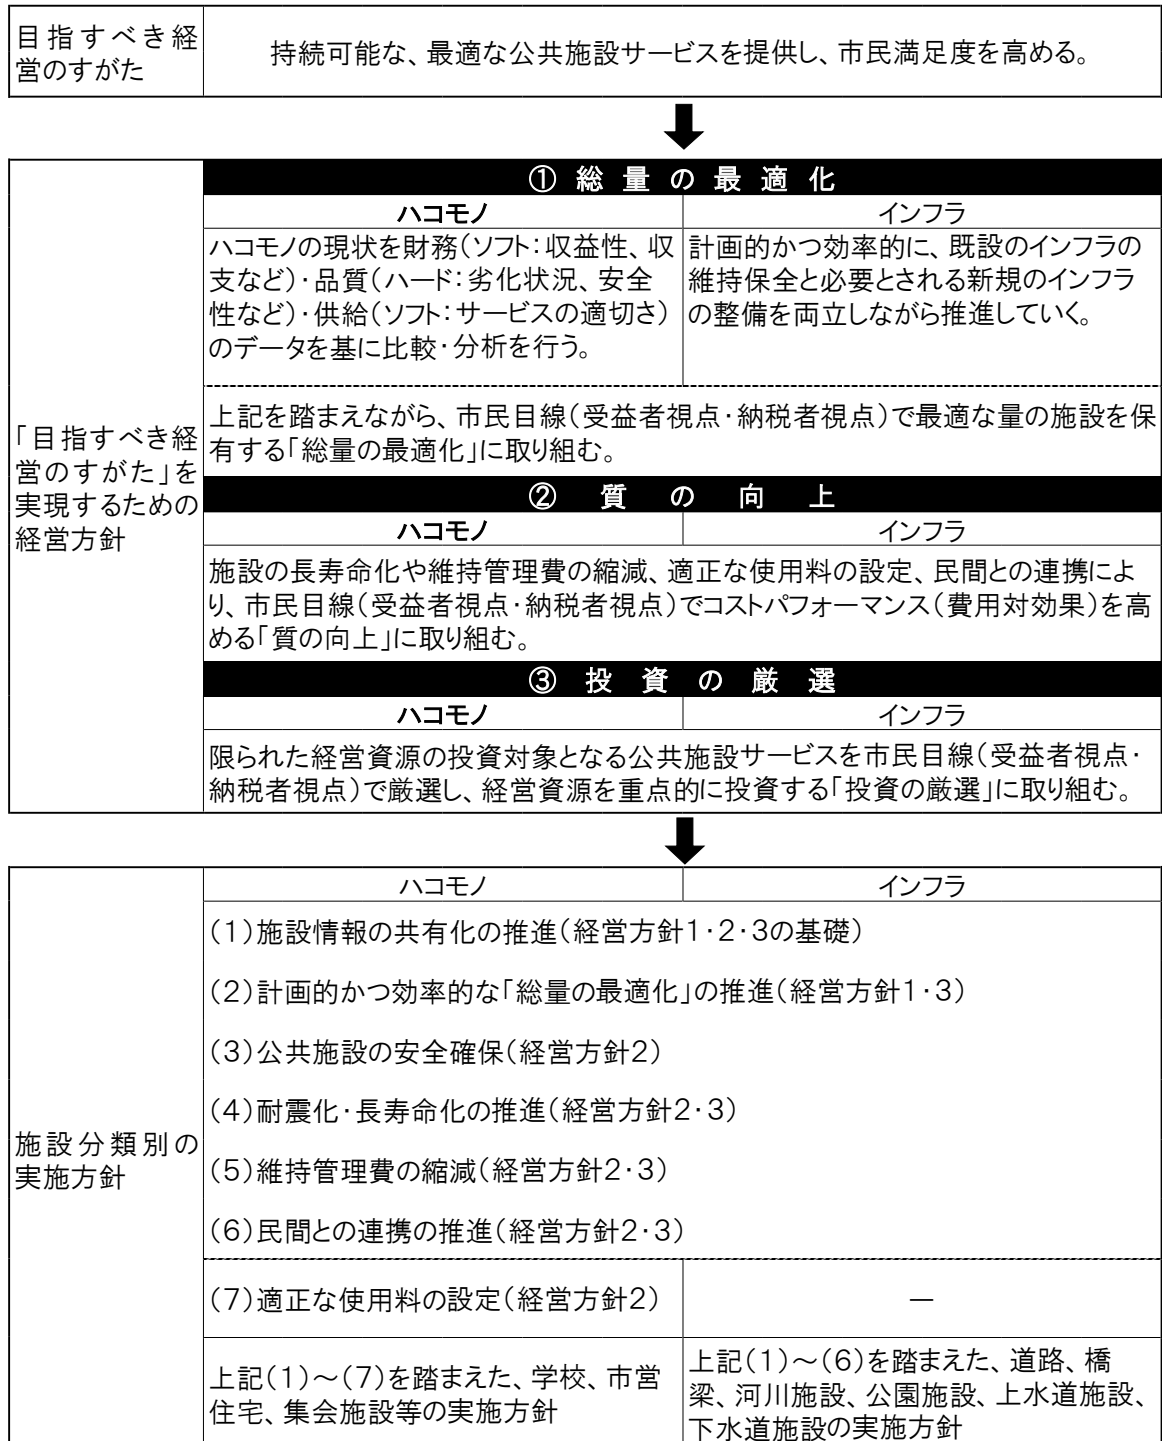 目指すべき経
営のすがた
持続可能な、最適な公共施設サービスを提供し、市民満足度を高める。
「目指すべき経
営のすがた」を
実現するための
経営方針
①総量の最適化
ハコモノ
インフラ
ハコモノの現状を財務(ソフト:収益性、収
支など)・品質(ハード:劣化状況、安全
性など)・供給(ソフト:サービスの適切さ)
のデータを基に比較・分析を行う。
計画的かつ効率的に、既設のインフラの
維持保全と必要とされる新規のインフラ
の整備を両立しながら推進していく。
上記を踏まえながら、市民目線(受益者視点・納税者視点)で最適な量の施設を保
有する「総量の最適化」に取り組む。
②質の向上
ハコモノ
インフラ
施設の長寿命化や維持管理費の縮減、適正な使用料の設定、民間との連携によ
り、市民目線(受益者視点・納税者視点)でコストパフォーマンス(費用対効果)を高
める「質の向上」に取り組む。
③投資の厳選
ハコモノ
インフラ
限られた経営資源の投資対象となる公共施設サービスを市民目線(受益者視点・
納税者視点)で厳選し、経営資源を重点的に投資する「投資の厳選」に取り組む。
施設分類別の
実施方針
ハコモノ
インフラ
(1)施設情報の共有化の推進(経営方針1・2・3の基礎)
(2)計画的かつ効率的な「総量の最適化」の推進(経営方針1・3)
(3)公共施設の安全確保(経営方針2)
(4)耐震化・長寿命化の推進(経営方針2・3)
(5)維持管理費の縮減(経営方針2・3)
(6)民間との連携の推進(経営方針2・3)
(7)適正な使用料の設定(経営方針2)
―
上記(1)~(7)を踏まえた、学校、市営
住宅、集会施設等の実施方針
上記(1)~(6)を踏まえた、道路、橋
梁、河川施設、公園施設、上水道施設、
下水道施設の実施方針